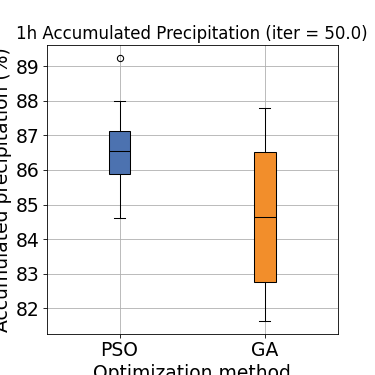 1h Accumulated Precipitation (iter = 50.0)
Accumulated precipitation (%)
89
88
87
86
85
84
83
82
PSO GA
Optimization method